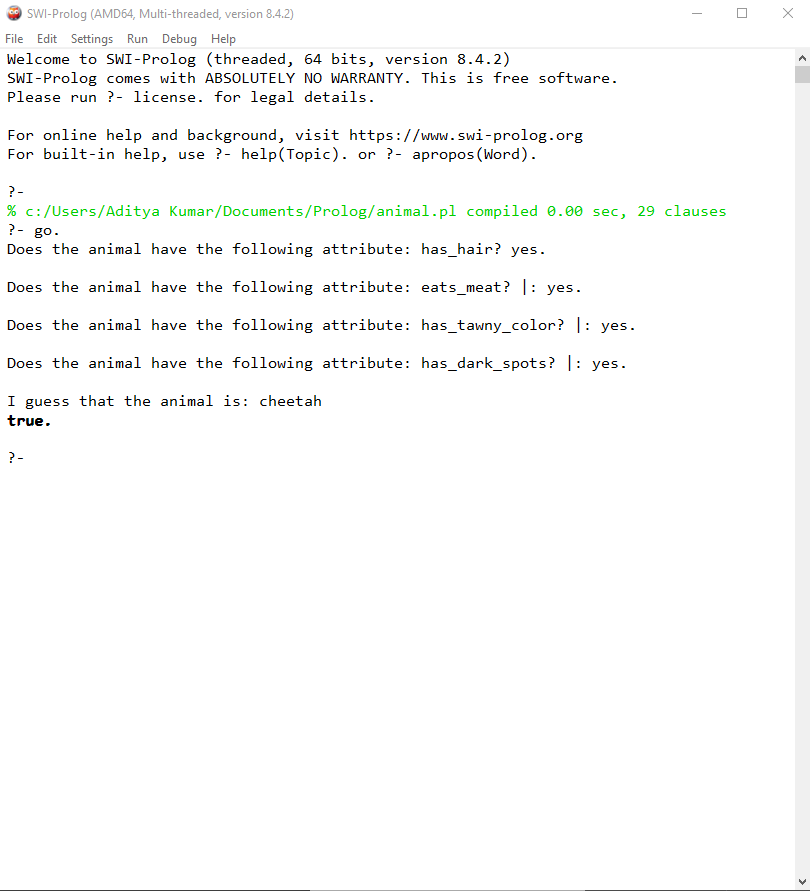 SWI-Prolog (AMD64, Multi-threaded, version 8.4.2)
File Edit Settings Run Debug Help
Welcome to SWI-Prolog (threaded, 64 bits, version 8.4.2)
SWI-Prolog comes with ABSOLUTELY NO WARRANTY. This is free software.
Please run ?- license. for legal details.
For online help and background, visit https://www.swi-prolog.org
For built-in help, use ?- help(Topic). or ?- apropos(Word).
?-
% c:/Users/Aditya Kumar/Documents/Prolog/animal.pl compiled 0.00 sec, 29 clauses
?- go.
Does the animal have the following attribute: has_hair? yes.
Does the animal have the following attribute: eats_meat? |: yes.
Does the animal have the following attribute: has_tawny_color? |: yes.
Does the animal have the following attribute: has_dark_spots? |: yes.
I guess that the animal is: cheetah
true.
?-